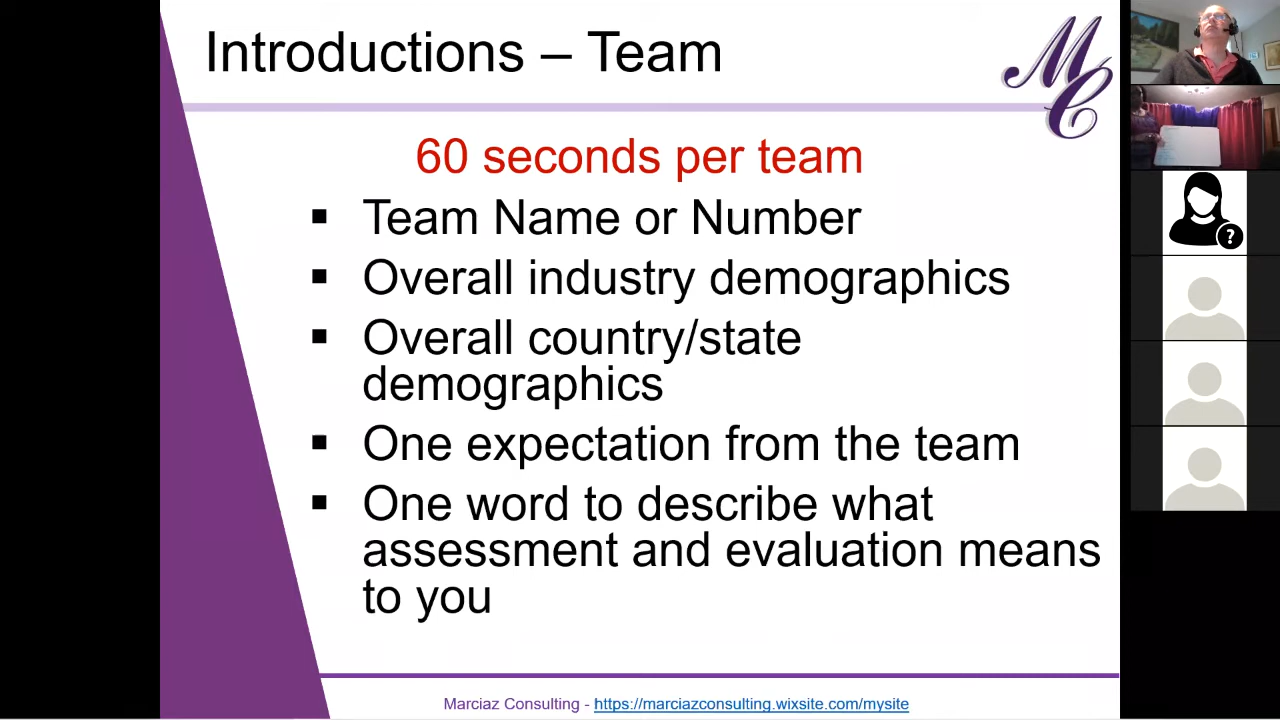 Introductions – Team
MC
60 seconds per team
▪ Team Name or Number
▪ Overall industry demographics
▪ Overall country/state
demographics
▪ One expectation from the team
▪ One word to describe what
assessment and evaluation means
to you
?
Marciaz Consulting - https://marciazconsulting.wixsite.com/mysite